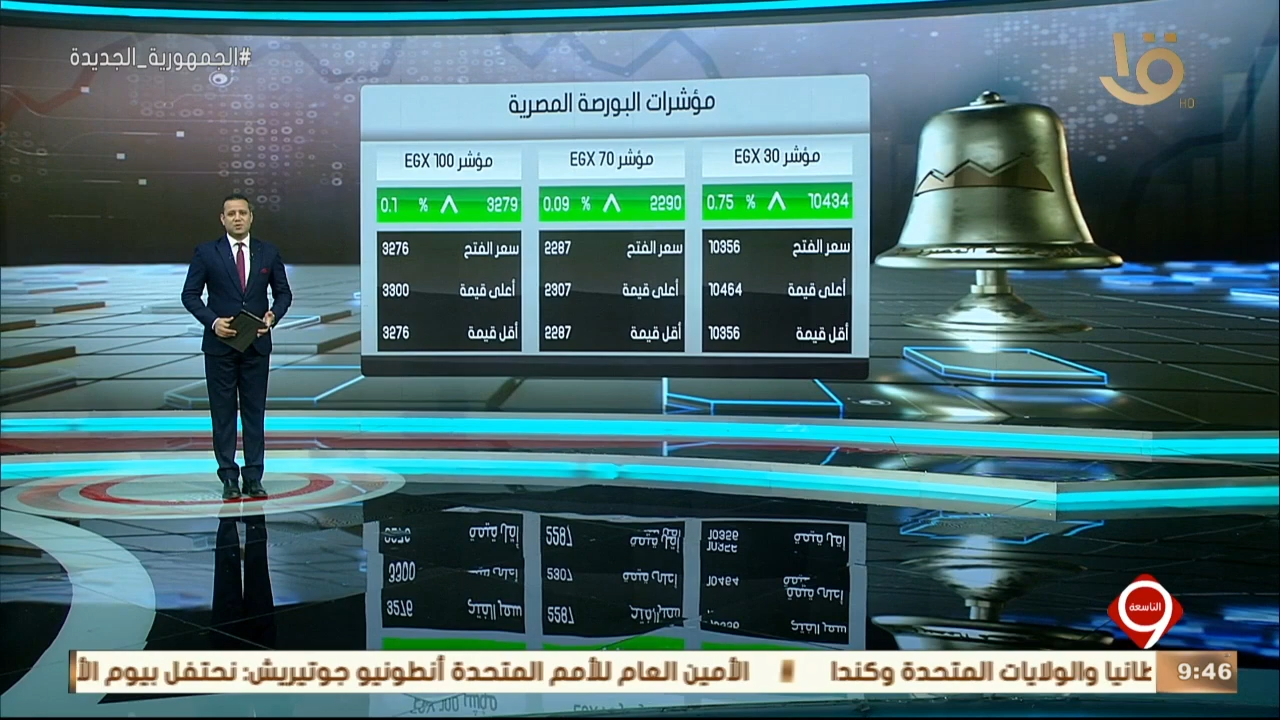 #الجمهورية_الجديدة
HD
مؤشرات البورصة المصرية
مؤشر EGX 30
10434 % 0.75
سعر الفتح 10356
أعلى قيمة 10464
أقل قيمة 10356
مؤشر EGX 70
2290 % 0.09
سعر الفتح 2287
أعلى قيمة 2307
أقل قيمة 2287
مؤشر EGX 100
3279 % 0.1
سعر الفتح 3276
أعلى قيمة 3300
أقل قيمة 3276
التاسعة
9
9:46
طانيا والولايات المتحدة وكندا الأمين العام للأمم المتحدة أنطونيو جوتيريش: نحتفل بيوم الأ